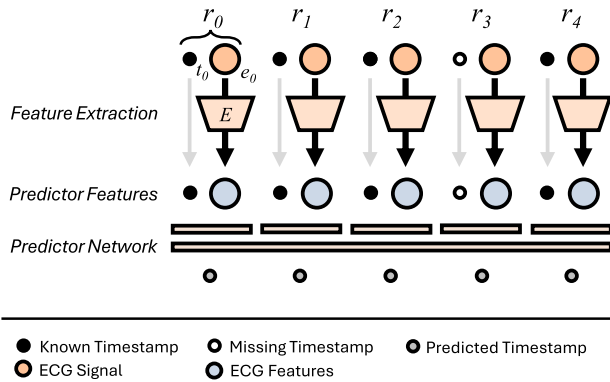 r0 r1 r2 r3 r4
t0 e0
Feature Extraction
E
Predictor Features
Predictor Network
Known Timestamp Missing Timestamp Predicted Timestamp
ECG Signal ECG Features